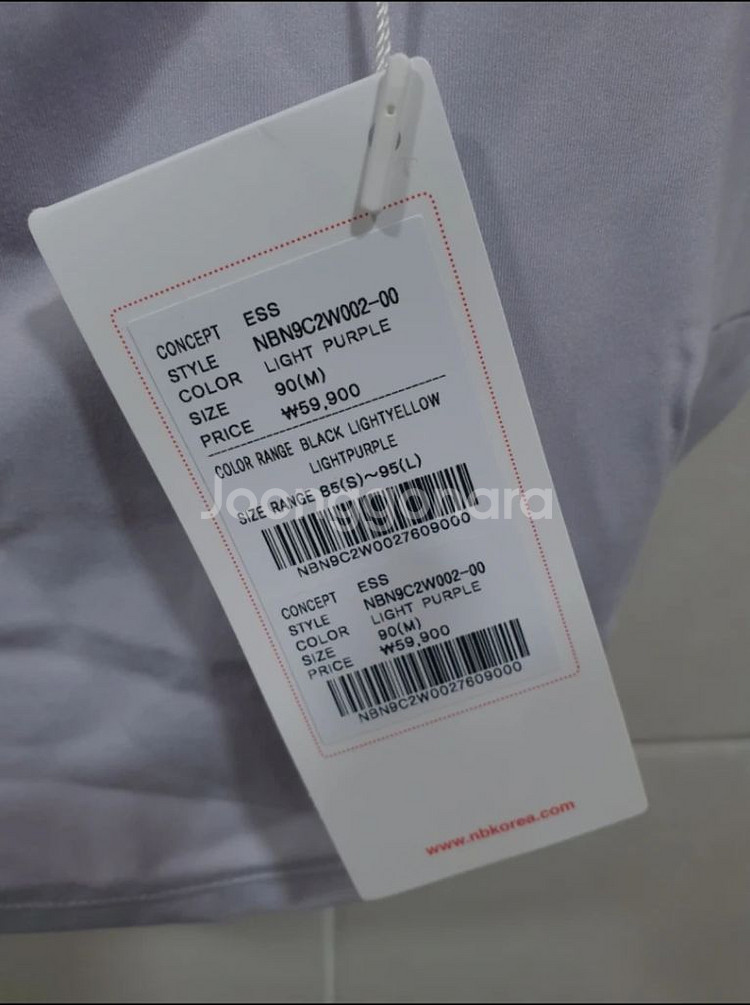 CONCEPT ESS
STYLE NBN9C2W002-00
COLOR LIGHT PURPLE
SIZE 90(M)
PRICE ₩59,900
COLOR RANGE BLACK LIGHTYELLOW
LIGHTPURPLE
SIZE RANGE 85(S)~95(L)
Joonggonara
NBN9C2W0027609000
CONCEPT ESS
STYLE NBN9C2W002-00
COLOR LIGHT PURPLE
SIZE 90(M)
PRICE ₩59,900
NBN9C2W0027609000
www.nbkorea.com